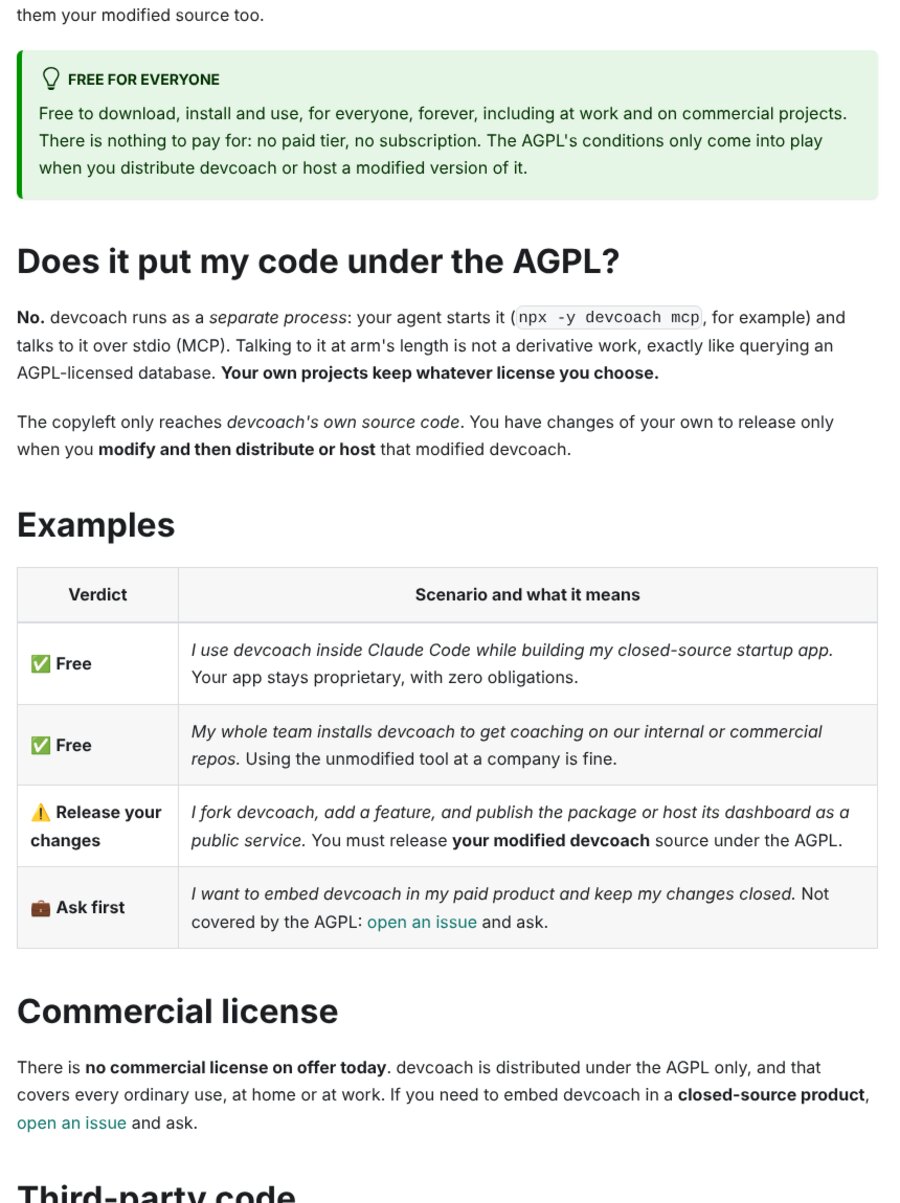 them your modified source too.
FREE FOR EVERYONE
Free to download, install and use, for everyone, forever, including at work and on commercial projects.
There is nothing to pay for: no paid tier, no subscription. The AGPL's conditions only come into play
when you distribute devcoach or host a modified version of it.
Does it put my code under the AGPL?
No. devcoach runs as a separate process: your agent starts it (npx -y devcoach mcp, for example) and
talks to it over stdio (MCP). Talking to it at arm's length is not a derivative work, exactly like querying an
AGPL-licensed database. Your own projects keep whatever license you choose.
The copyleft only reaches devcoach's own source code. You have changes of your own to release only
when you modify and then distribute or host that modified devcoach.
Examples
Verdict
Scenario and what it means
✅ Free
I use devcoach inside Claude Code while building my closed-source startup app.
Your app stays proprietary, with zero obligations.
✅ Free
My whole team installs devcoach to get coaching on our internal or commercial
repos. Using the unmodified tool at a company is fine.
⚠️ Release your
changes
I fork devcoach, add a feature, and publish the package or host its dashboard as a
public service. You must release your modified devcoach source under the AGPL.
💼 Ask first
I want to embed devcoach in my paid product and keep my changes closed. Not
covered by the AGPL: open an issue and ask.
Commercial license
There is no commercial license on offer today. devcoach is distributed under the AGPL only, and that
covers every ordinary use, at home or at work. If you need to embed devcoach in a closed-source product,
open an issue and ask.
Third-party code